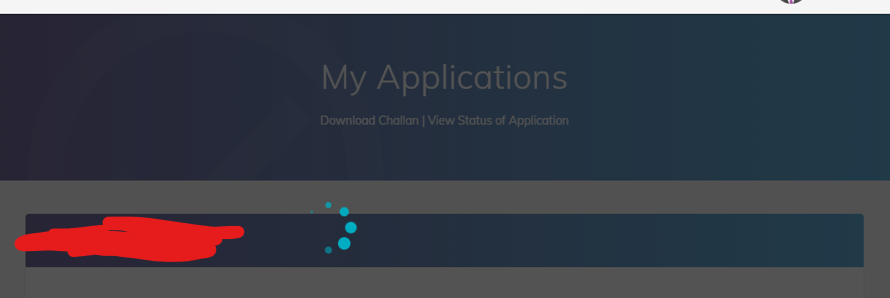 My Applications
Download Challan | View Status of Application